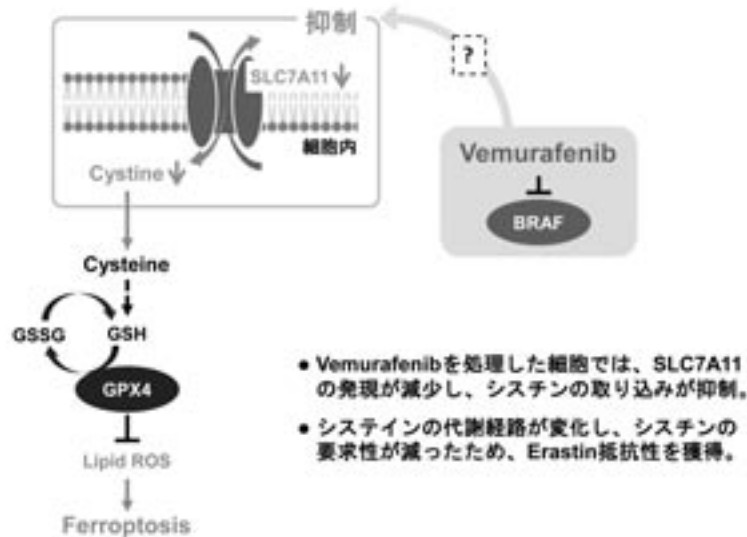 抑制
?
SLC7A11
細胞内
Cystine
Vemurafenib
BRAF
Cysteine
GSSG
GSH
GPX4
Lipid ROS
Ferroptosis
● Vemurafenibを処理した細胞では、SLC7A11
の発現が減少し、シスチンの取り込みが抑制。
● システインの代謝経路が変化し、シスチンの
要求性が減ったため、Erastin抵抗性を獲得。